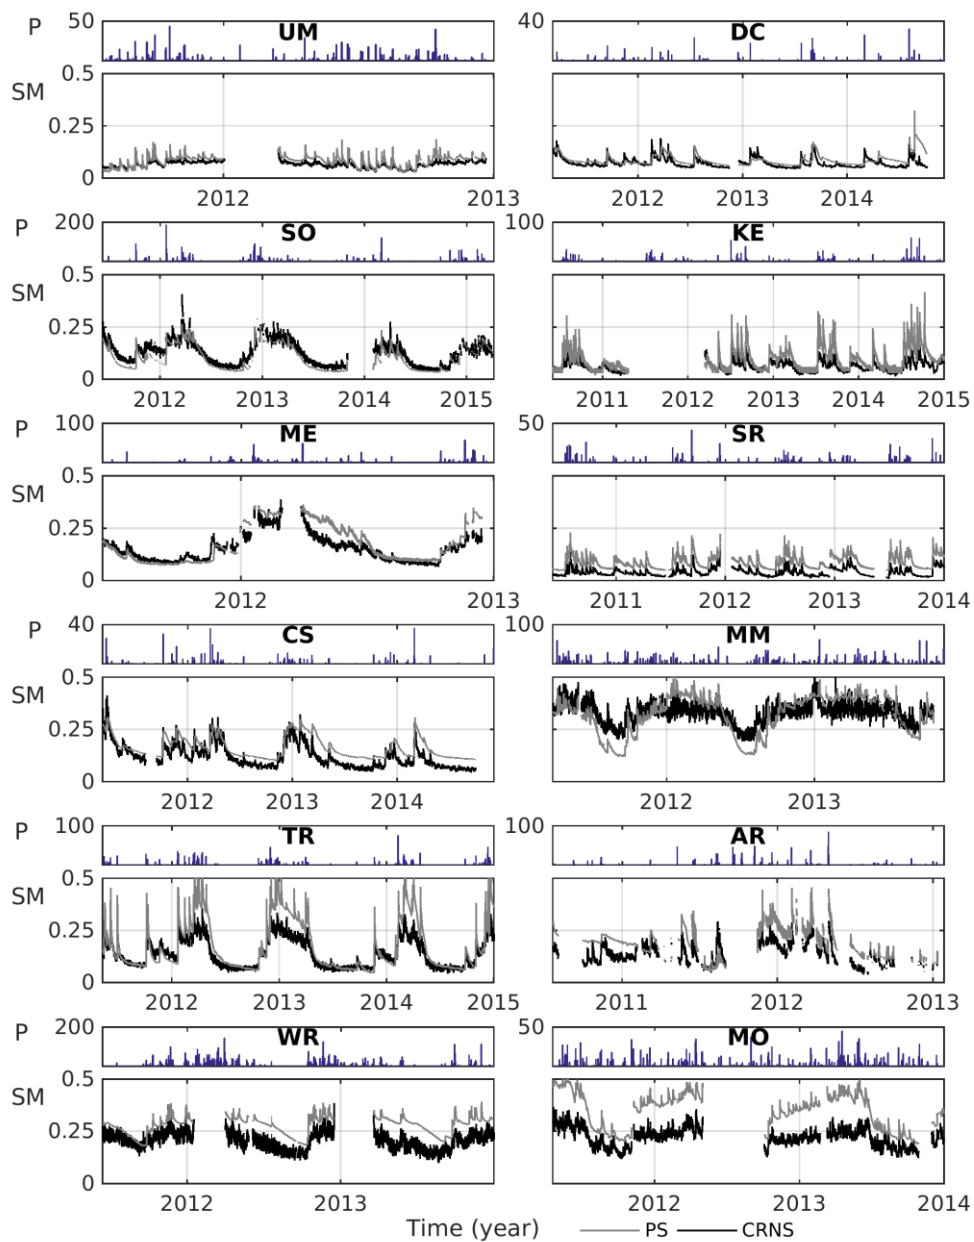 P 50 UM 40 DC
SM 0.5
0.25
0
2012 2013 2012 2013 2014
P 200 SO 100 KE
SM 0.5
0.25
0
2012 2013 2014 2015 2011 2012 2013 2014 2015
P 100 ME 50 SR
SM 0.5
0.25
0
2012 2013 2011 2012 2013 2014
P 40 CS 100 MM
SM 0.5
0.25
0
2012 2013 2014 2012 2013
P 100 TR 100 AR
SM 0.5
0.25
0
2012 2013 2014 2015 2011 2012 2013
P 200 WR 50 MO
SM 0.5
0.25
0
2012 2013 2012 2013 2014
Time (year) PS CRNS